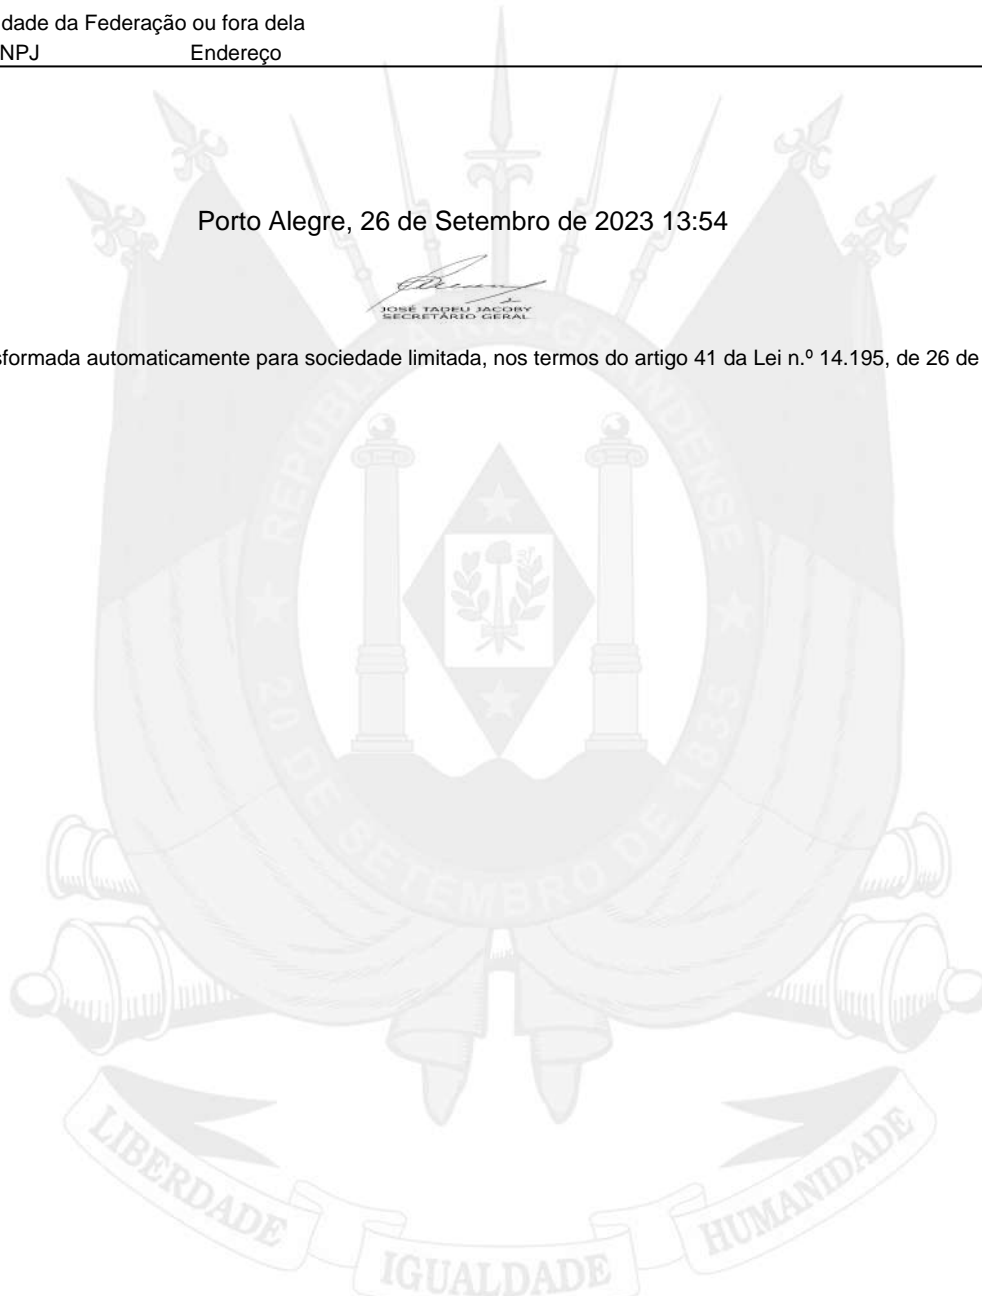 dade da Federação ou fora dela
NPJ Endereço
Porto Alegre, 26 de Setembro de 2023 13:54
JOSÉ TADEU JACOBY
SECRETÁRIO GERAL
sformada automaticamente para sociedade limitada, nos termos do artigo 41 da Lei n.º 14.195, de 26 de
REPUBLICA RIO-GRANDENSE
20 DE SETEMBRO DE 1835
LIBERDADE
IGUALDADE
HUMANIDADE